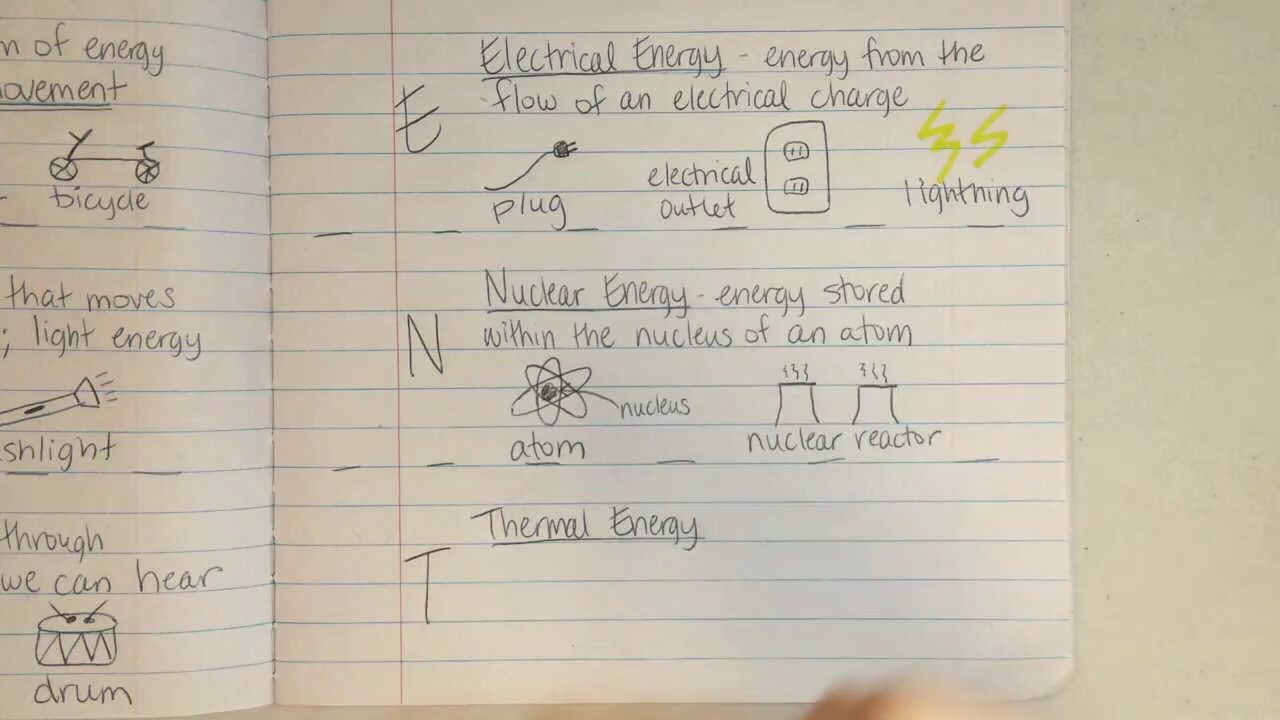 m of energy
ovement
bicycle
that moves
; light energy
shlight
through
we can hear
drum
E
Electrical Energy - energy from the
flow of an electrical charge
plug
electrical
outlet
lightning
N
Nuclear Energy - energy stored
within the nucleus of an atom
nucleus
atom
nuclear reactor
T
Thermal Energy